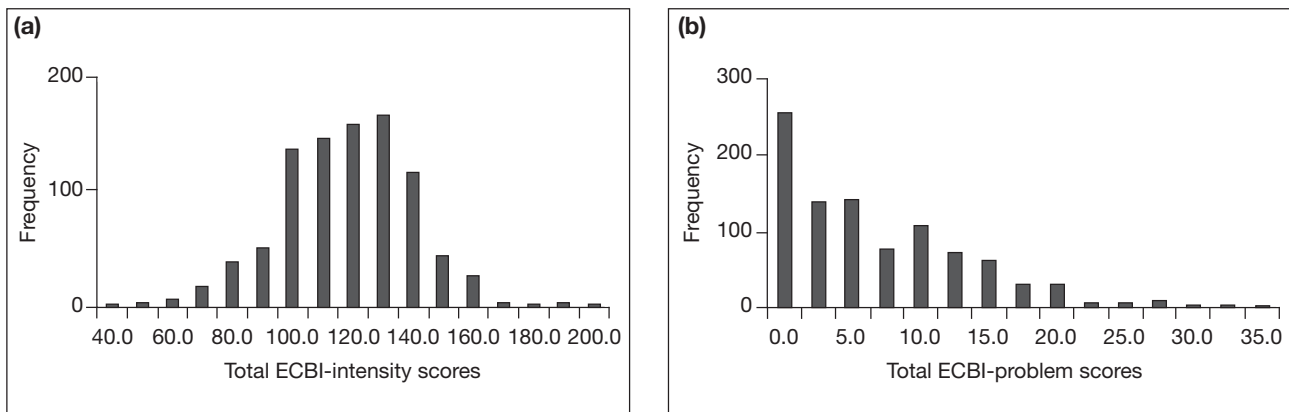 (a)
200
100
0
Frequency
40.0 60.0 80.0 100.0 120.0 140.0 160.0 180.0 200.0
Total ECBI-intensity scores
(b)
300
200
100
0
Frequency
0.0 5.0 10.0 15.0 20.0 25.0 30.0 35.0
Total ECBI-problem scores